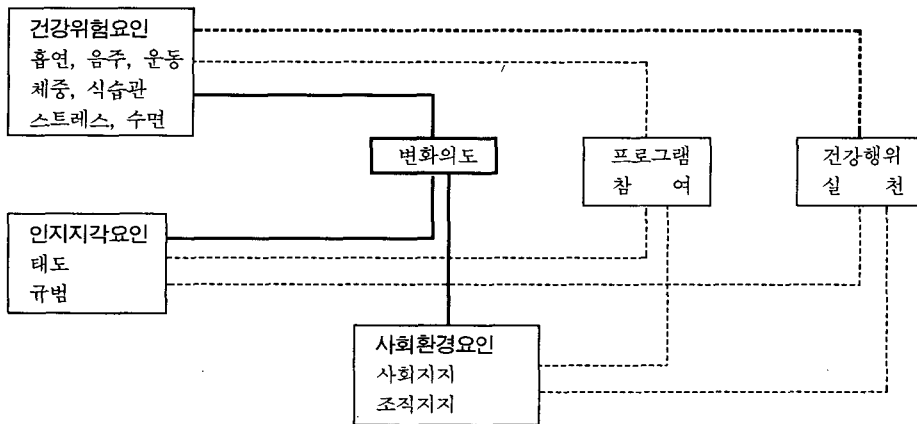 건강위험요인
흡연, 음주, 운동
체중, 식습관
스트레스, 수면
변화의도
프로그램
참 여
건강행위
실 천
인지지각요인
태도
규범
사회환경요인
사회지지
조직지지